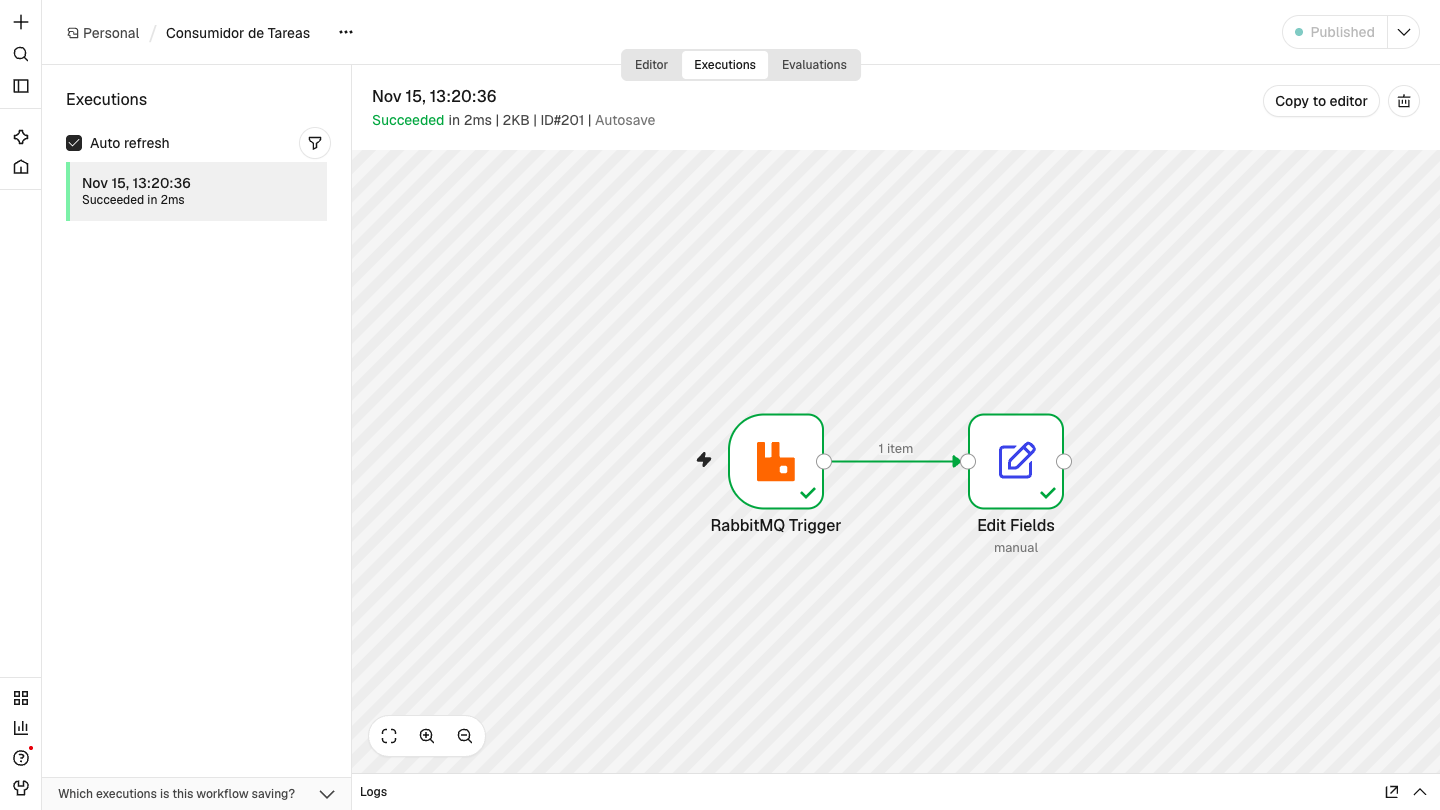 Personal / Consumidor de Tareas
Published
Editor Executions Evaluations
Executions
Auto refresh
Nov 15, 13:20:36
Succeeded in 2ms
Nov 15, 13:20:36
Succeeded in 2ms | 2KB | ID#201 | Autosave
Copy to editor
1 item
RabbitMQ Trigger
Edit Fields
manual
Which executions is this workflow saving?
Logs